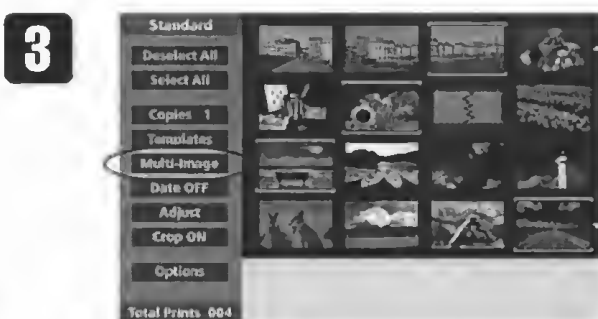 3
Standard
Deselect All
Select All
Copies 1
Templates
Multi-Image
Date OFF
Adjust
Crop ON
Options
Total Prints 004